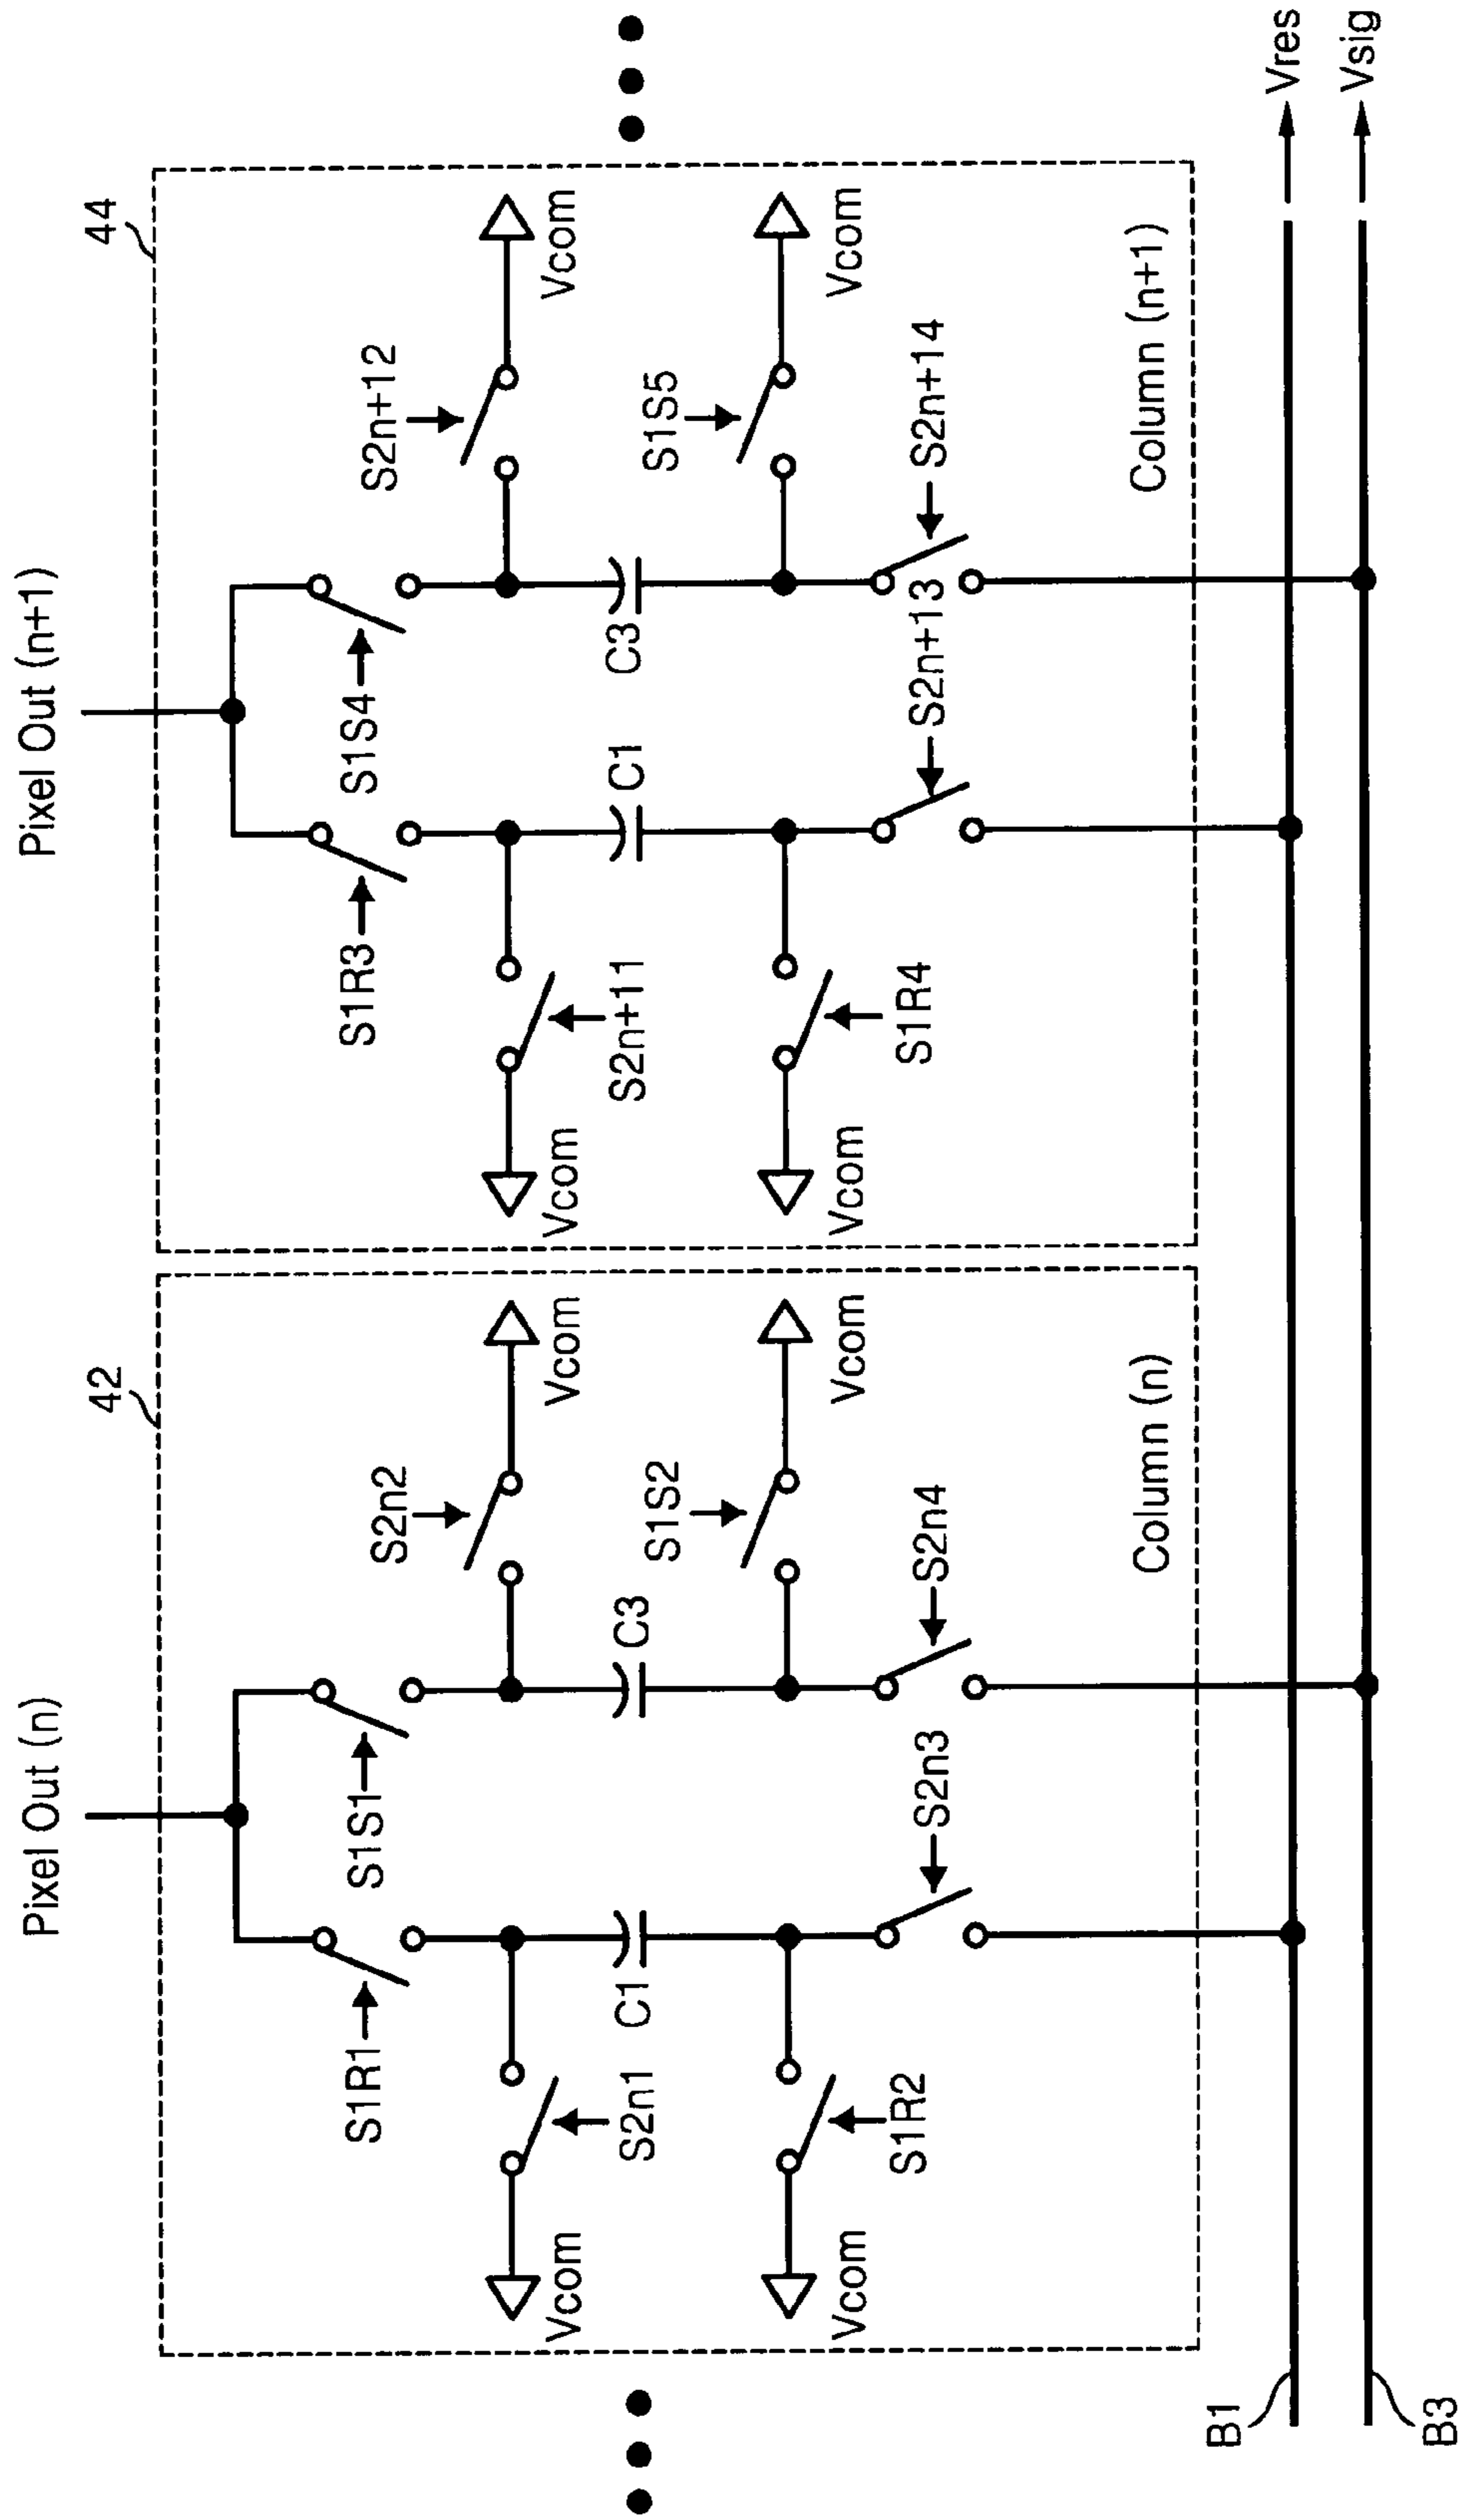 Pixel Out (n)
Pixel Out (n+1)
42
44
S1R1
S1S1
S2n2
Vcom
S2n1
Vcom
C1
C3
S1S2
Vcom
S1R2
Vcom
S2n3
S2n4
Column (n)
S1R3
S1S4
S2n+12
Vcom
S2n+11
Vcom
C1
C3
S1S5
Vcom
S1R4
Vcom
S2n+13
S2n+14
Column (n+1)
B1
Vres
B3
Vsig